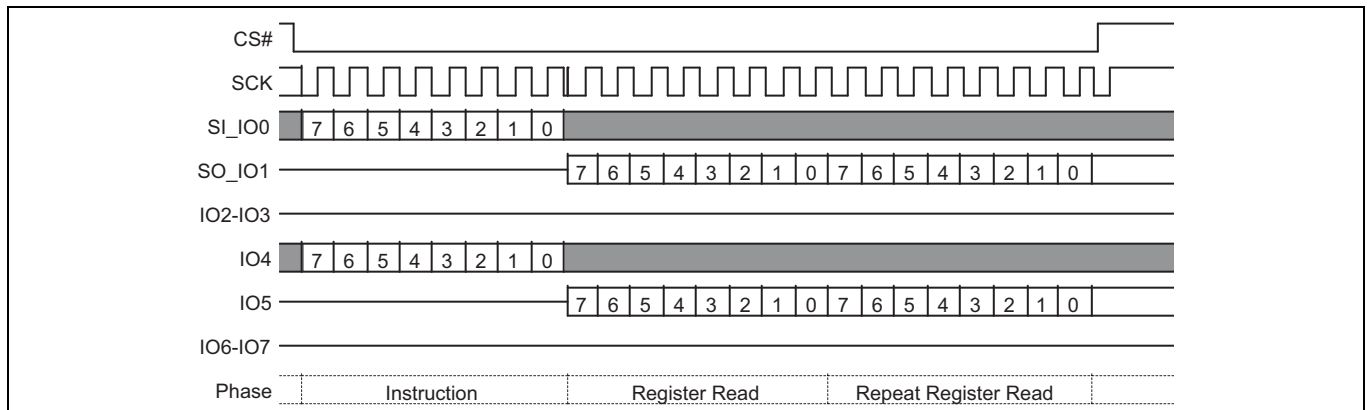 CS#
SCK
SI_IO0 7 6 5 4 3 2 1 0
SO_IO1 7 6 5 4 3 2 1 0 7 6 5 4 3 2 1 0
IO2-IO3
IO4 7 6 5 4 3 2 1 0
IO5 7 6 5 4 3 2 1 0 7 6 5 4 3 2 1 0
IO6-IO7
Phase Instruction Register Read Repeat Register Read